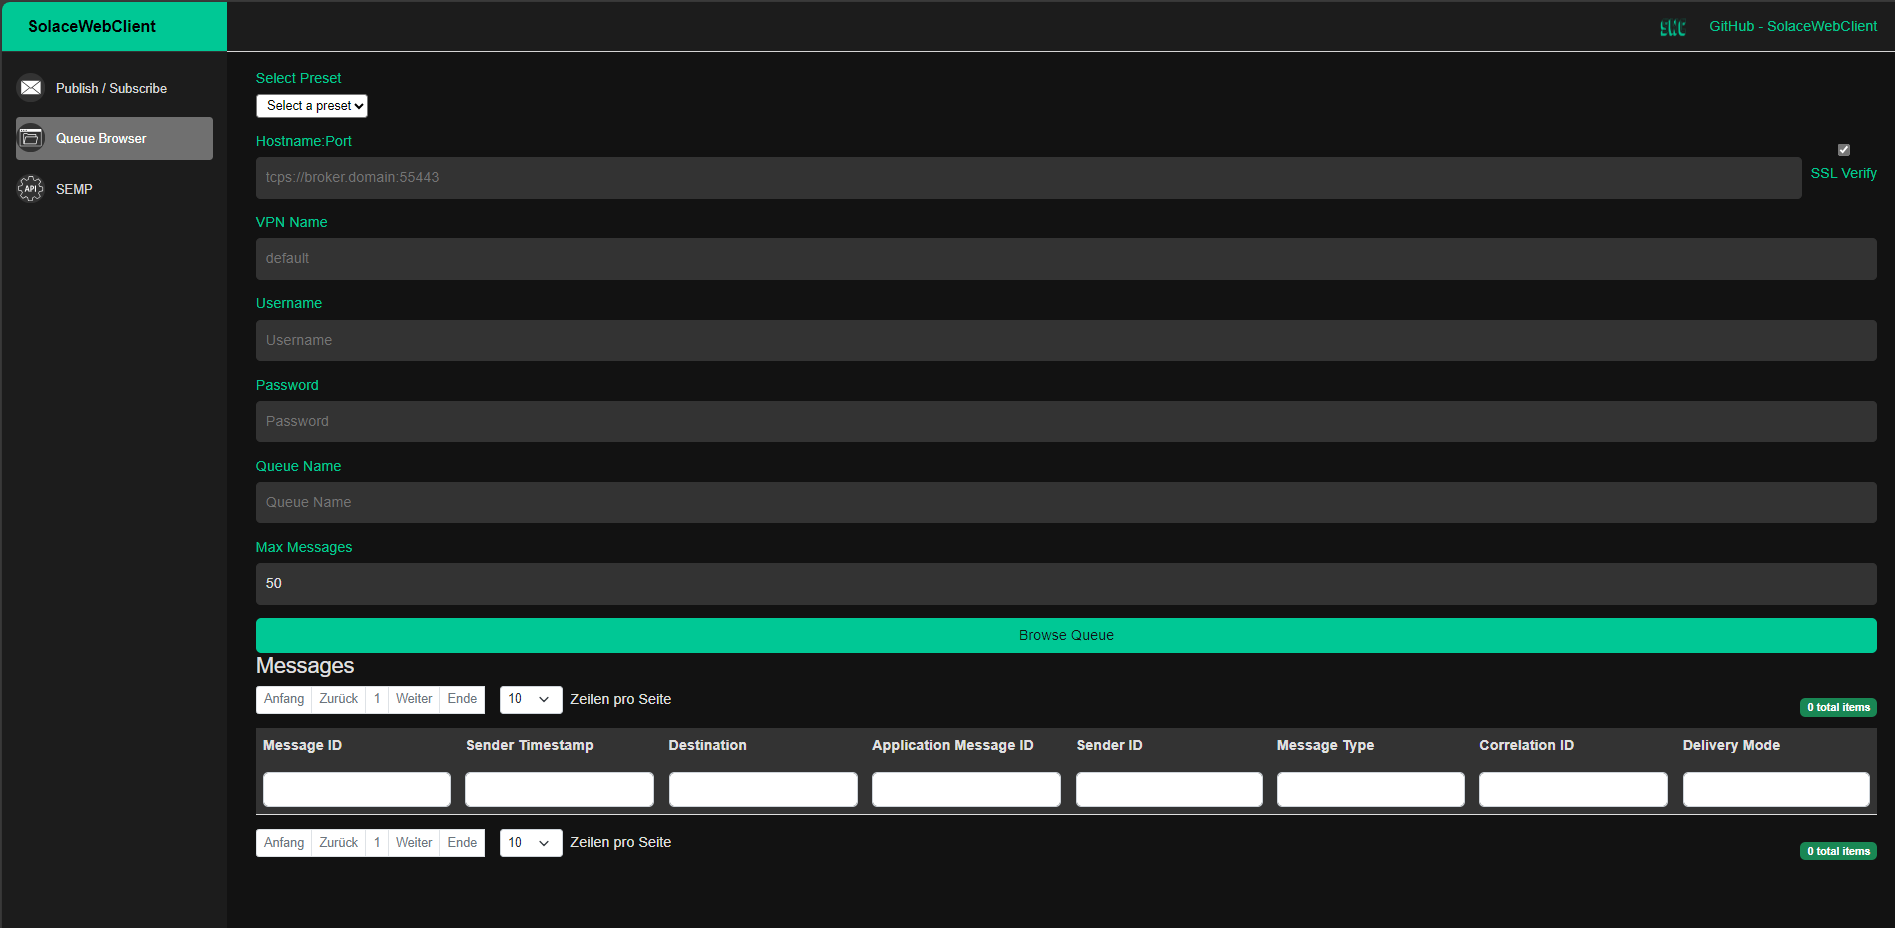 SolaceWebClient
SWC
GitHub - SolaceWebClient
Publish / Subscribe
Queue Browser
API
SEMP
Select Preset
Select a preset
Hostname:Port
tcps://broker.domain:55443
SSL Verify
VPN Name
default
Username
Username
Password
Password
Queue Name
Queue Name
Max Messages
50
Browse Queue
Messages
Anfang Zurück 1 Weiter Ende 10 Zeilen pro Seite
0 total items
Message ID Sender Timestamp Destination Application Message ID Sender ID Message Type Correlation ID Delivery Mode
Anfang Zurück 1 Weiter Ende 10 Zeilen pro Seite
0 total items